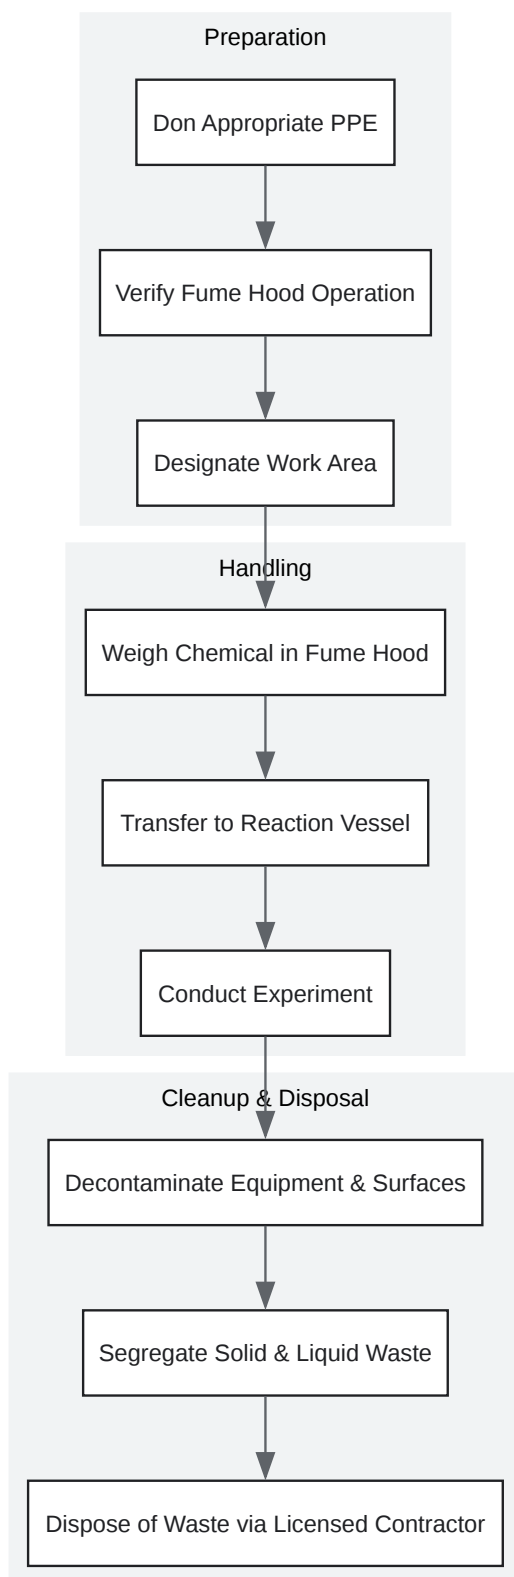 Preparation
Don Appropriate PPE
Verify Fume Hood Operation
Designate Work Area
Handling
Weigh Chemical in Fume Hood
Transfer to Reaction Vessel
Conduct Experiment
Cleanup & Disposal
Decontaminate Equipment & Surfaces
Segregate Solid & Liquid Waste
Dispose of Waste via Licensed Contractor